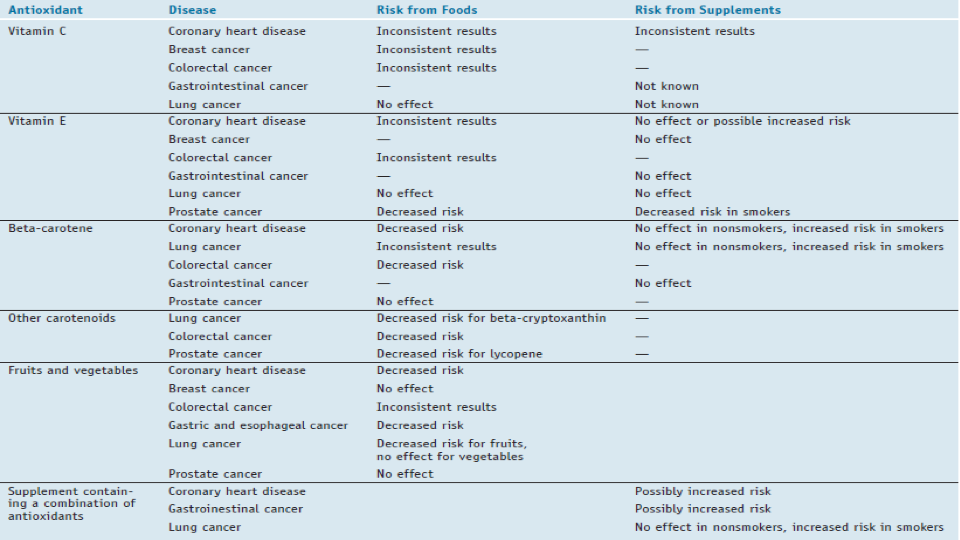 Antioxidant Disease Risk from Foods Risk from Supplements
Vitamin C Coronary heart disease Inconsistent results Inconsistent results
Breast cancer Inconsistent results —
Colorectal cancer Inconsistent results —
Gastrointestinal cancer — Not known
Lung cancer No effect Not known
Vitamin E Coronary heart disease Inconsistent results No effect or possible increased risk
Breast cancer — No effect
Colorectal cancer Inconsistent results —
Gastrointestinal cancer — No effect
Lung cancer No effect No effect
Prostate cancer Decreased risk Decreased risk in smokers
Beta-carotene Coronary heart disease Decreased risk No effect in nonsmokers, increased risk in smokers
Lung cancer Inconsistent results No effect in nonsmokers, increased risk in smokers
Colorectal cancer Decreased risk —
Gastrointestinal cancer — No effect
Prostate cancer No effect —
Other carotenoids Lung cancer Decreased risk for beta-cryptoxanthin —
Colorectal cancer Decreased risk —
Prostate cancer Decreased risk for lycopene —
Fruits and vegetables Coronary heart disease Decreased risk
Breast cancer No effect
Colorectal cancer Inconsistent results
Gastric and esophageal cancer Decreased risk
Lung cancer Decreased risk for fruits,
no effect for vegetables
Prostate cancer No effect
Supplement contain- Coronary heart disease Possibly increased risk
ing a combination of Gastroinestinal cancer Possibly increased risk
antioxidants Lung cancer No effect in nonsmokers, increased risk in smokers